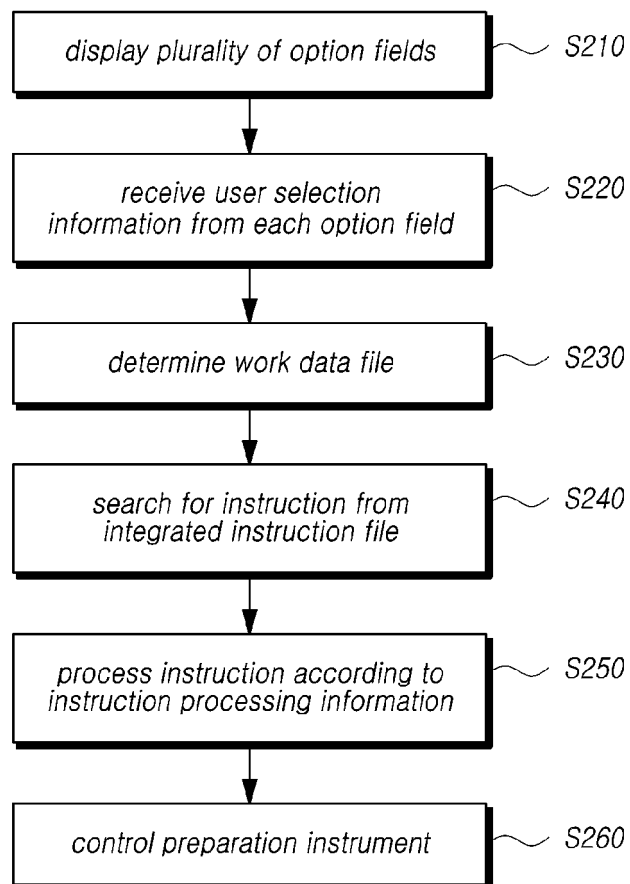 display plurality of option fields
S210
receive user selection
information from each option field
S220
determine work data file
S230
search for instruction from
integrated instruction file
S240
process instruction according to
instruction processing information
S250
control preparation instrument
S260